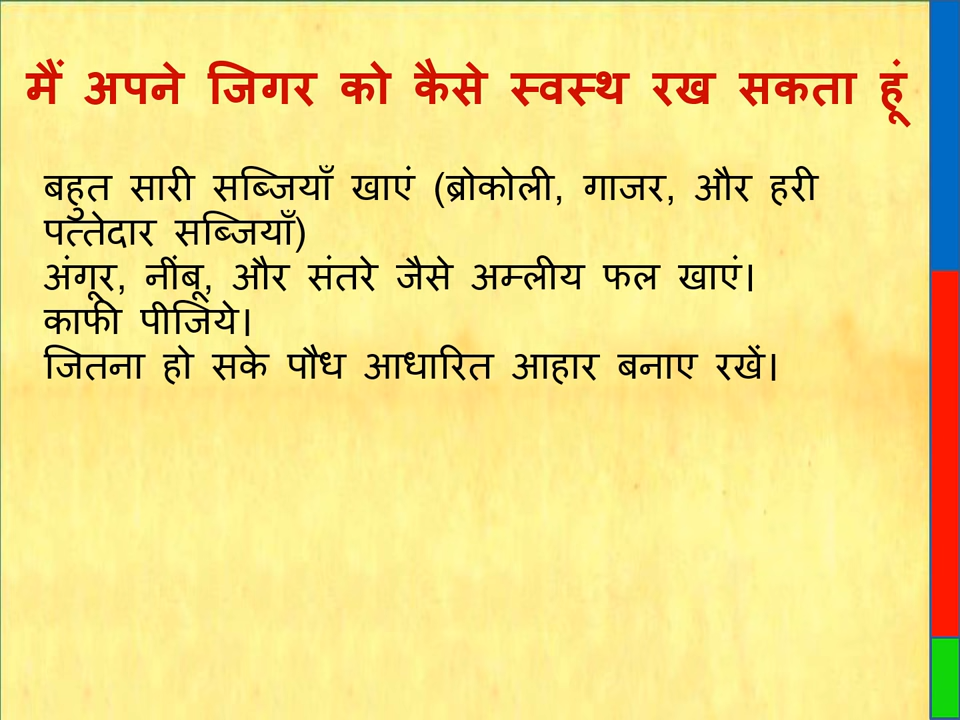 मैं अपने जिगर को कैसे स्वस्थ रख सकता हूं
बहुत सारी सब्जियाँ खाएं (ब्रोकोली, गाजर, और हरी
पत्तेदार सब्जियाँ)
अंगूर, नींबू, और संतरे जैसे अम्लीय फल खाएं।
काफी पीजिये।
जितना हो सके पौध आधारित आहार बनाए रखें।